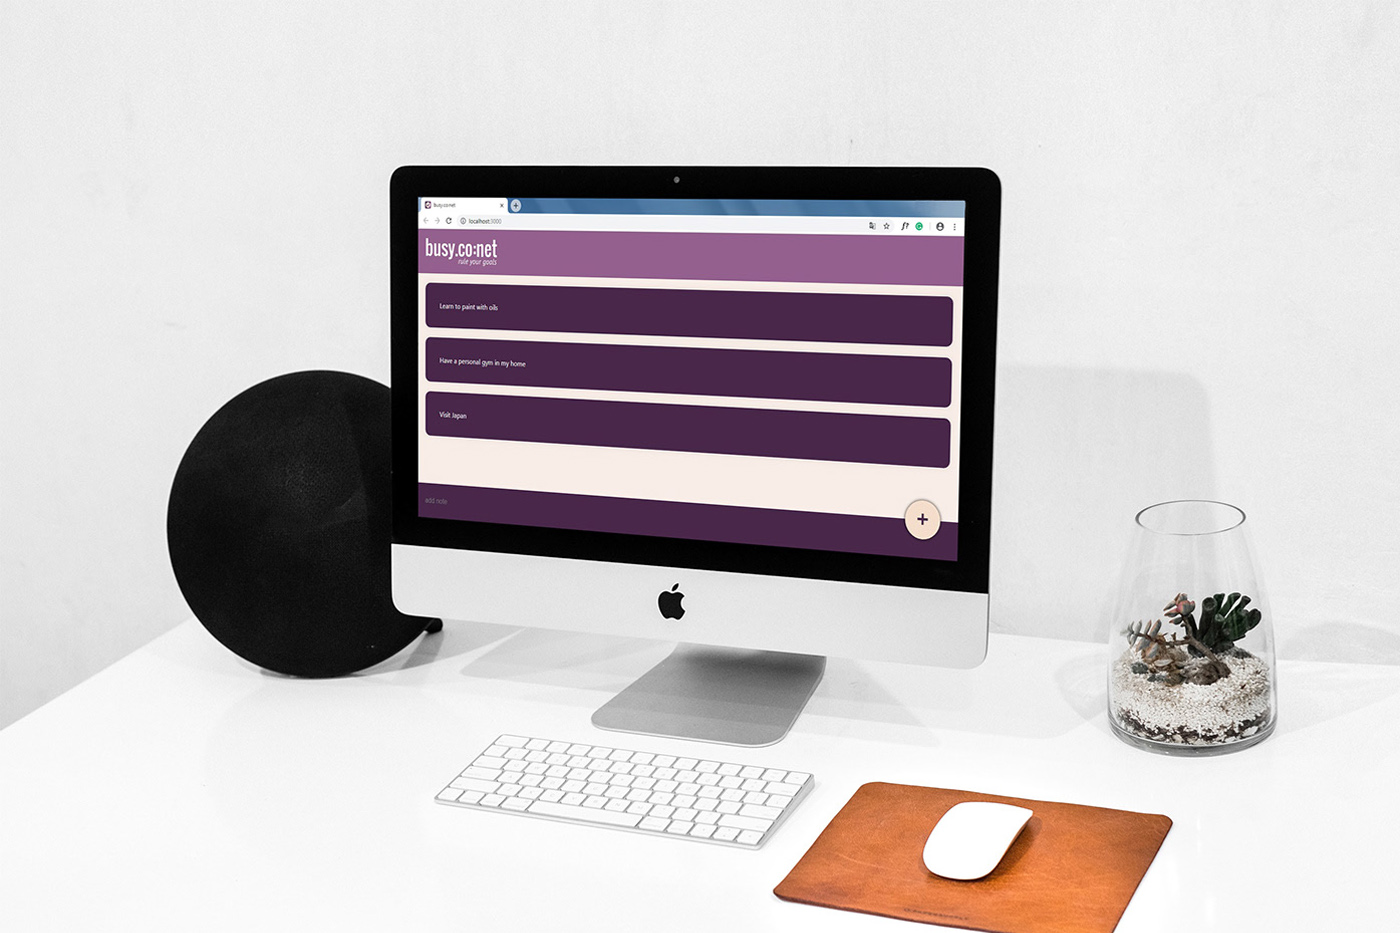 busy.co:net
localhost:3000
busy.co:net
rule your goals
Learn to paint with oils
Have a personal gym in my home
Visit Japan
add note
+